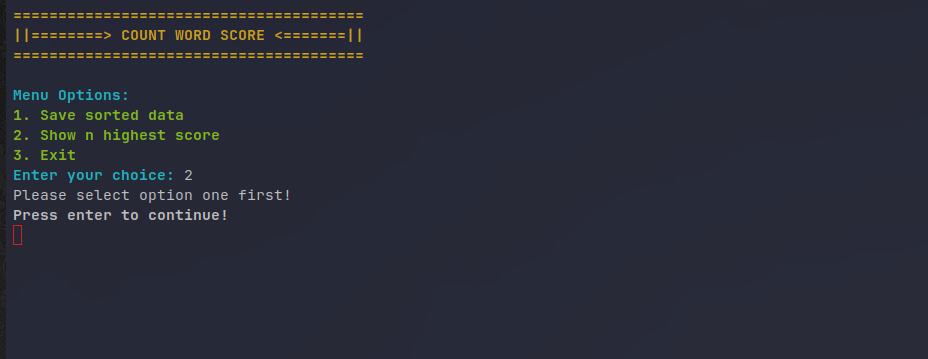 =======================================
||========> COUNT WORD SCORE <=======||
=======================================
Menu Options:
1. Save sorted data
2. Show n highest score
3. Exit
Enter your choice: 2
Please select option one first!
Press enter to continue!